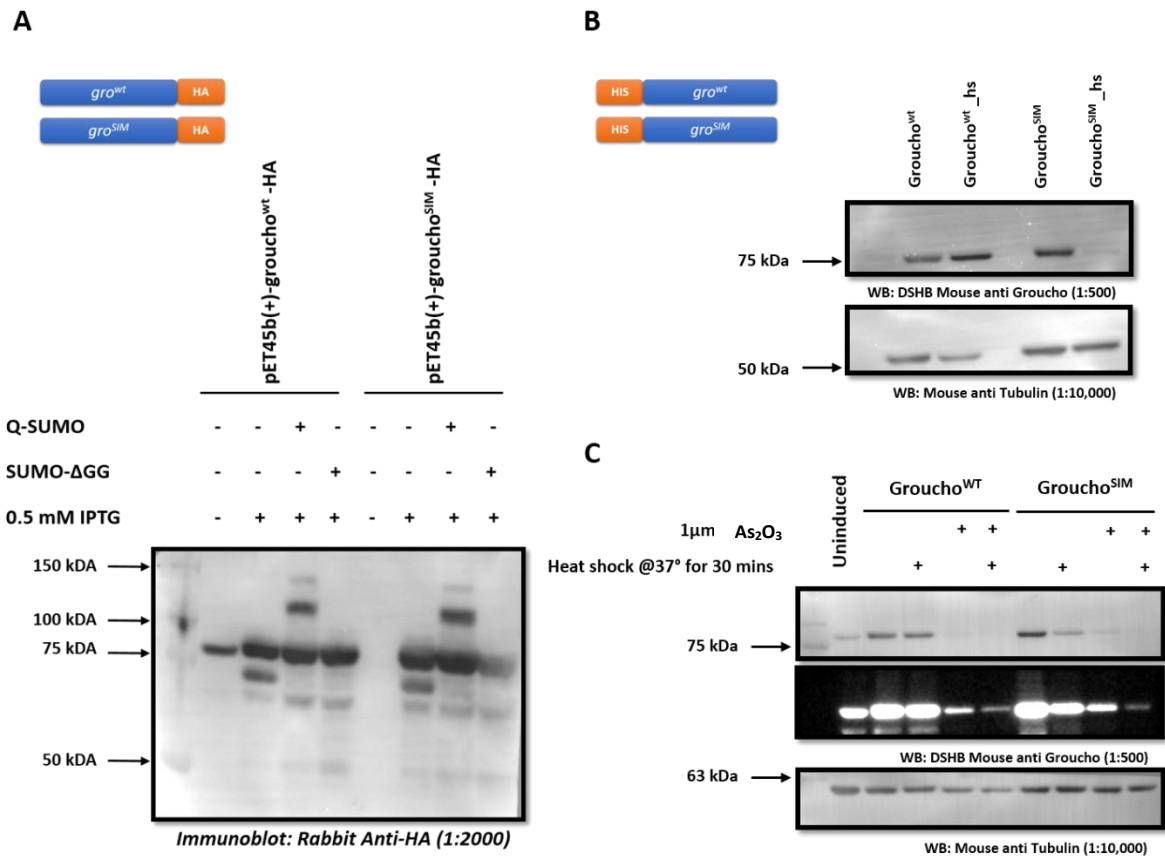 A
gro^wt HA
gro^SIM HA
pET45b(+)-groucho^wt -HA
pET45b(+)-groucho^SIM -HA
Q-SUMO - - + - - - + -
SUMO-ΔGG - - - + - - - +
0.5 mM IPTG - + + + - + + +
150 kDA
100 kDA
75 kDA
50 kDA
Immunoblot: Rabbit Anti-HA (1:2000)
B
HIS gro^wt
HIS gro^SIM
Groucho^wt
Groucho^wt_hs
Groucho^SIM
Groucho^SIM_hs
75 kDa
WB: DSHB Mouse anti Groucho (1:500)
50 kDa
WB: Mouse anti Tubulin (1:10,000)
C
Uninduced
Groucho^WT Groucho^SIM
1µm As₂O₃ + + + +
Heat shock @37° for 30 mins + + + +
75 kDa
WB: DSHB Mouse anti Groucho (1:500)
63 kDa
WB: Mouse anti Tubulin (1:10,000)